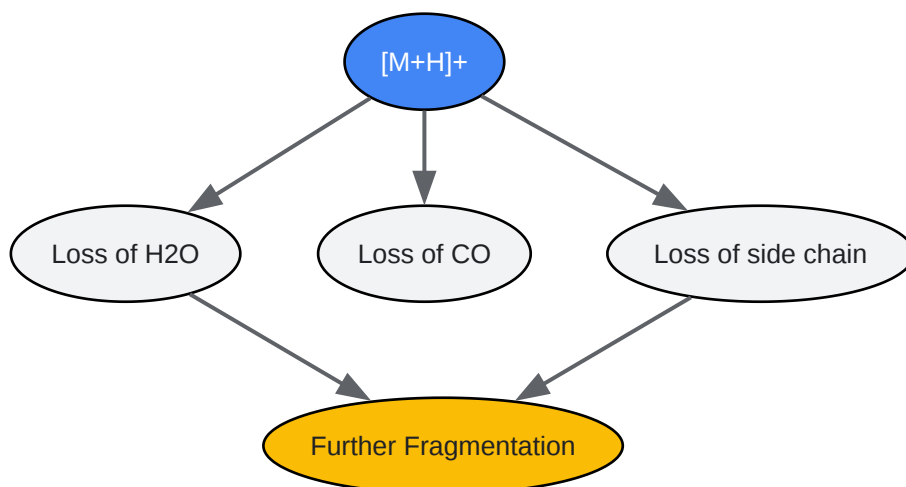 [M+H]+
Loss of H2O
Loss of CO
Loss of side chain
Further Fragmentation